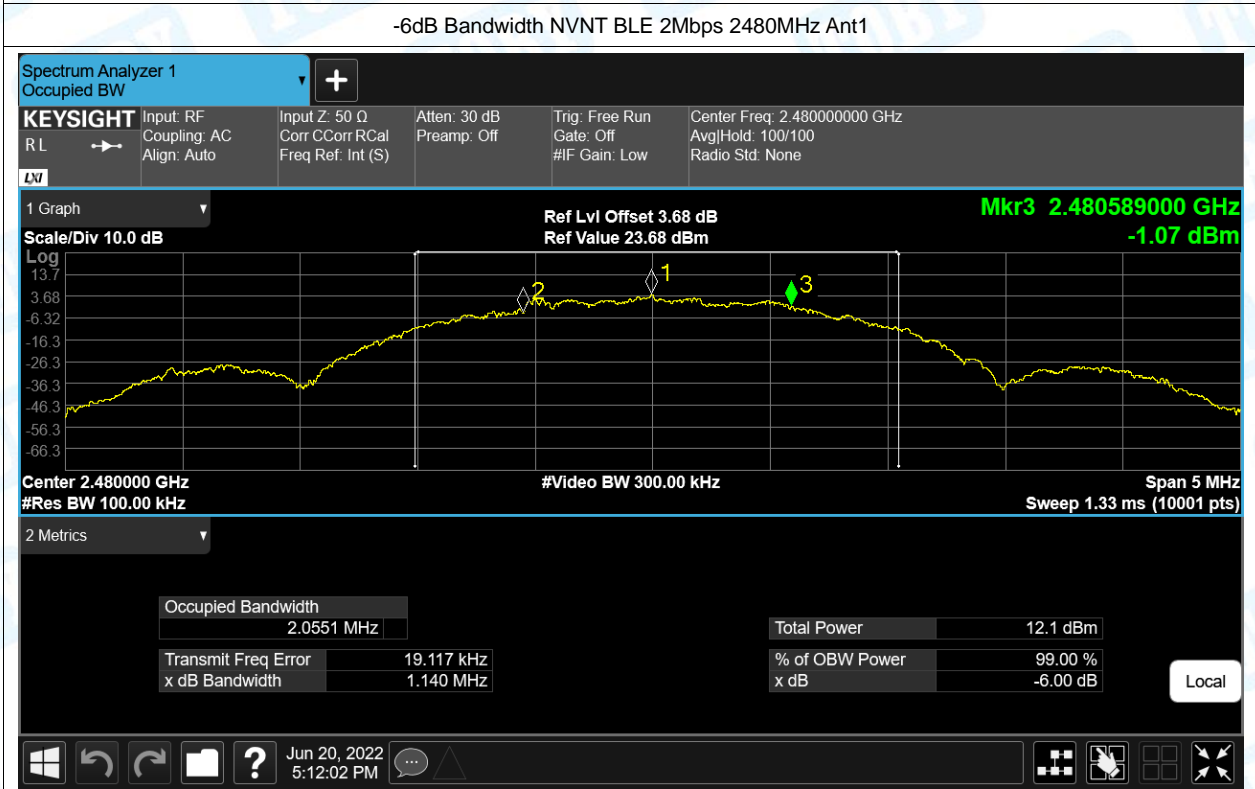 -6dB Bandwidth NVNT BLE 2Mbps 2480MHz Ant1
Spectrum Analyzer 1
Occupied BW
KEYSIGHT
R L
LXI
Input: RF
Coupling: AC
Align: Auto
Input Z: 50 Ω
Corr CCorr RCal
Freq Ref: Int (S)
Atten: 30 dB
Preamp: Off
Trig: Free Run
Gate: Off
#IF Gain: Low
Center Freq: 2.480000000 GHz
Avg|Hold: 100/100
Radio Std: None
1 Graph
Scale/Div 10.0 dB
Ref Lvl Offset 3.68 dB
Ref Value 23.68 dBm
Mkr3 2.480589000 GHz
-1.07 dBm
Log
13.7
3.68
-6.32
-16.3
-26.3
-36.3
-46.3
-56.3
-66.3
2
1
3
Center 2.480000 GHz
#Video BW 300.00 kHz
Span 5 MHz
#Res BW 100.00 kHz
Sweep 1.33 ms (10001 pts)
2 Metrics
Occupied Bandwidth
2.0551 MHz
Total Power 12.1 dBm
Transmit Freq Error 19.117 kHz
% of OBW Power 99.00 %
x dB Bandwidth 1.140 MHz
x dB -6.00 dB
Local
Jun 20, 2022
5:12:02 PM